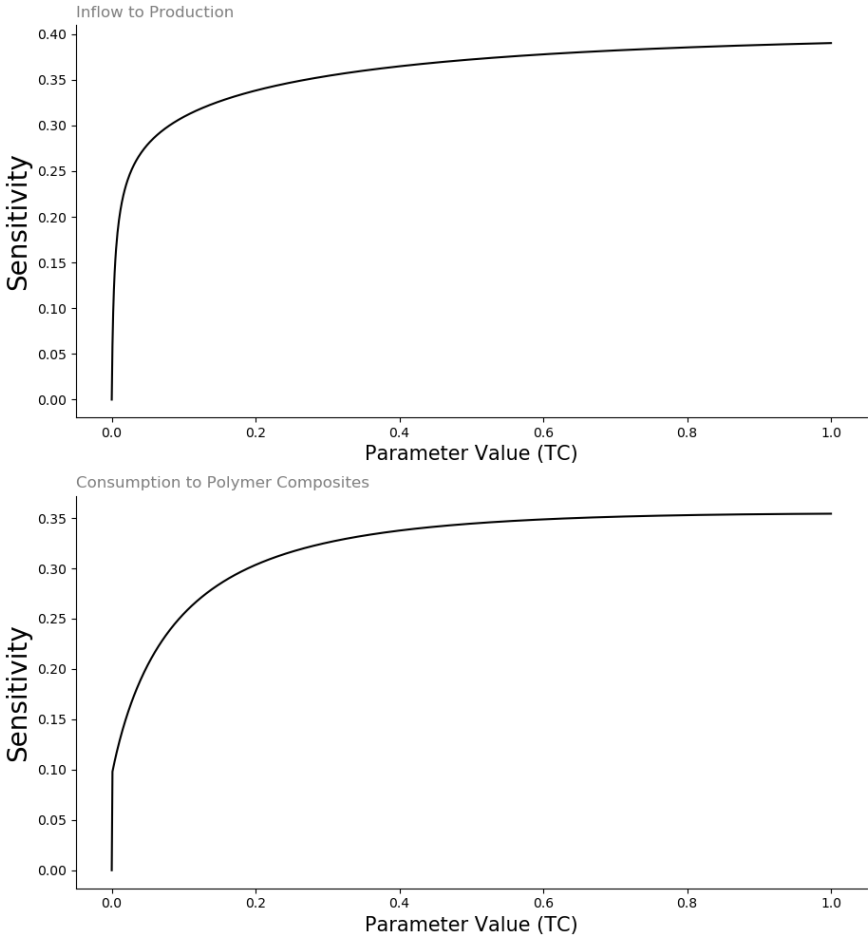 Inflow to Production
0.40
0.35
0.30
0.25
0.20
0.15
0.10
0.05
0.00
Sensitivity
0.0 0.2 0.4 0.6 0.8 1.0
Parameter Value (TC)
Consumption to Polymer Composites
0.35
0.30
0.25
0.20
0.15
0.10
0.05
0.00
Sensitivity
0.0 0.2 0.4 0.6 0.8 1.0
Parameter Value (TC)